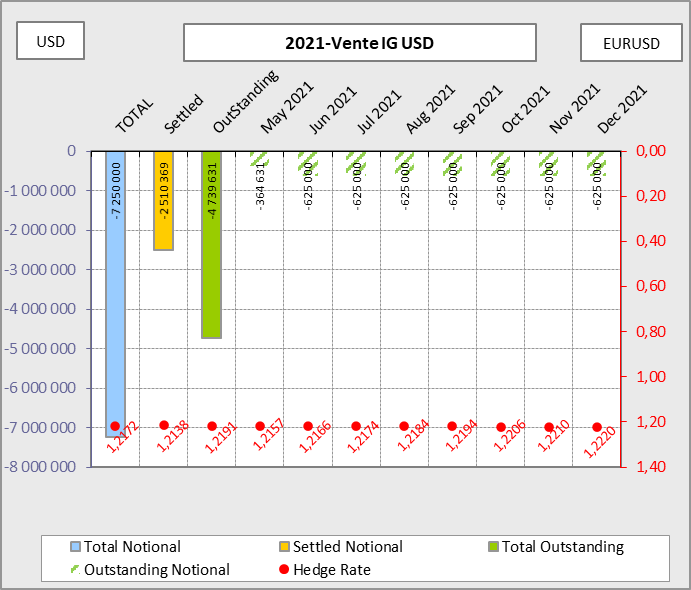 USD
2021-Vente IG USD
EURUSD
TOTAL
Settled
OutStanding
May 2021
Jun 2021
Jul 2021
Aug 2021
Sep 2021
Oct 2021
Nov 2021
Dec 2021
0
-1 000 000
-2 000 000
-3 000 000
-4 000 000
-5 000 000
-6 000 000
-7 000 000
-8 000 000
-7 250 000
-2 510 369
-4 739 631
-364 631
-625 000
-625 000
-625 000
-625 000
-625 000
-625 000
-625 000
0,00
0,20
0,40
0,60
0,80
1,00
1,20
1,40
1,2172
1,2138
1,2191
1,2157
1,2166
1,2174
1,2184
1,2194
1,2206
1,2210
1,2220
Total Notional
Settled Notional
Total Outstanding
Outstanding Notional
Hedge Rate